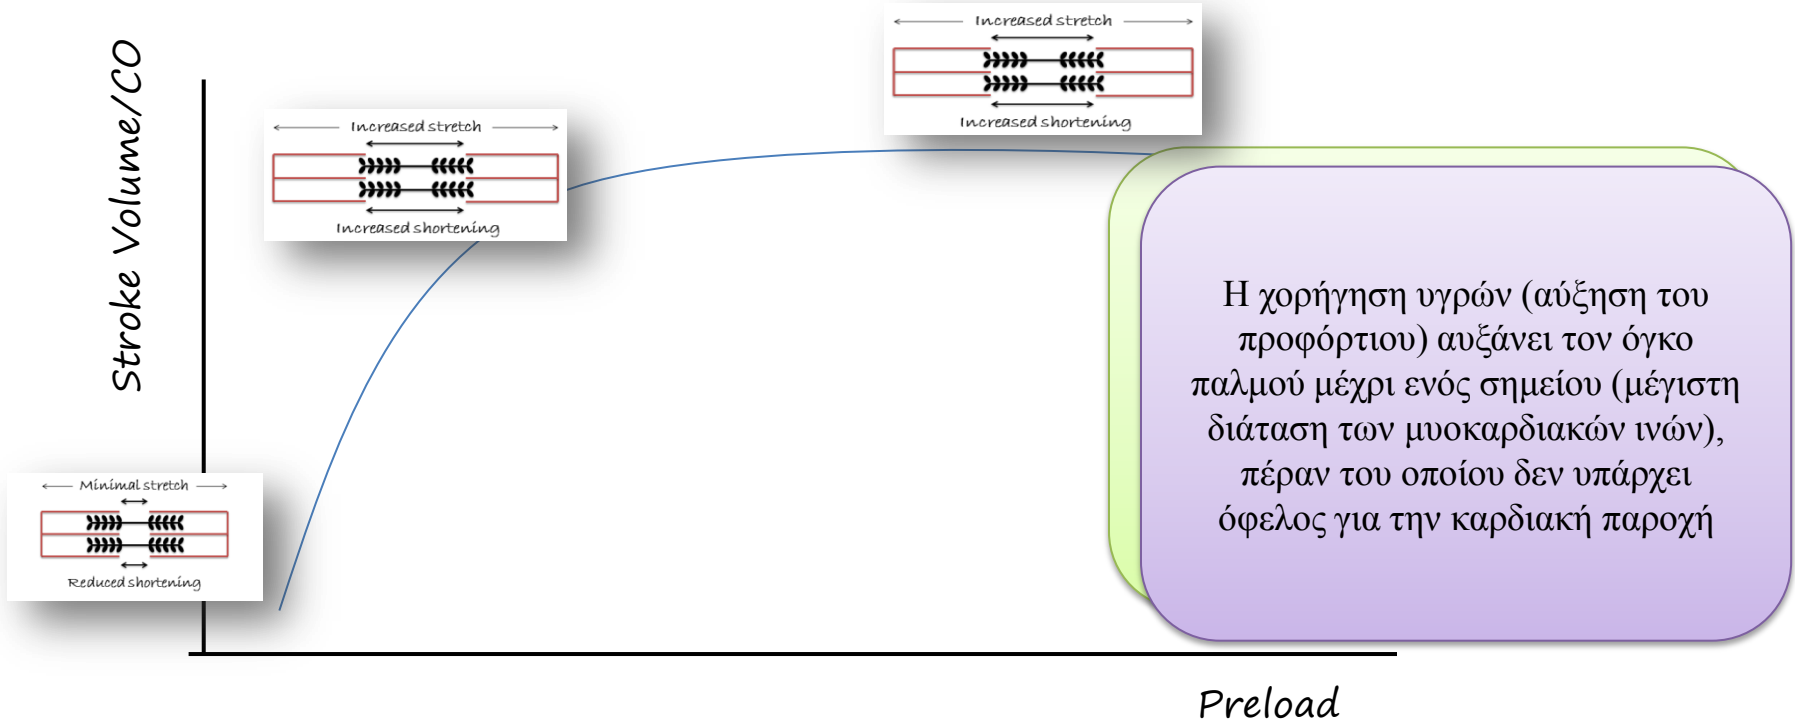 Increased stretch
Increased shortening
Stroke Volume/CO
Increased stretch
Increased shortening
Η χορήγηση υγρών (αύξηση του
προφόρτιου) αυξάνει τον όγκο
παλμού μέχρι ενός σημείου (μέγιστη
διάταση των μυοκαρδιακών ινών),
πέραν του οποίου δεν υπάρχει
όφελος για την καρδιακή παροχή
Minimal stretch
Reduced shortening
Preload